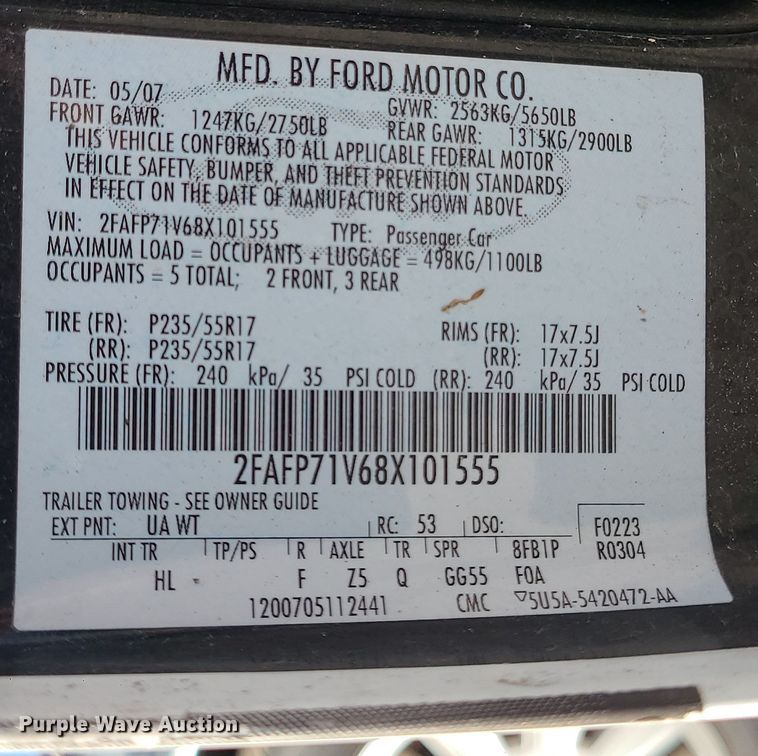 MFD. BY FORD MOTOR CO.
DATE: 05/07 GVWR: 2563KG/5650LB
FRONT GAWR: 1247KG/2750LB REAR GAWR: 1315KG/2900LB
THIS VEHICLE CONFORMS TO ALL APPLICABLE FEDERAL MOTOR
VEHICLE SAFETY, BUMPER, AND THEFT PREVENTION STANDARDS
IN EFFECT ON THE DATE OF MANUFACTURE SHOWN ABOVE.
VIN: 2FAFP71V68X101555 TYPE: Passenger Car
MAXIMUM LOAD = OCCUPANTS + LUGGAGE = 498KG/1100LB
OCCUPANTS = 5 TOTAL; 2 FRONT, 3 REAR
TIRE (FR): P235/55R17 RIMS (FR): 17x7.5J
(RR): P235/55R17 (RR): 17x7.5J
PRESSURE (FR): 240 kPa/ 35 PSI COLD (RR): 240 kPa/ 35 PSI COLD
2FAFP71V68X101555
TRAILER TOWING - SEE OWNER GUIDE
EXT PNT: UA WT RC: 53 DSO: F0223
INT TR TP/PS R AXLE TR SPR 8FB1P R0304
HL - F Z5 Q GG55 F0A
1200705112441 CMC ▽5U5A-5420472-AA
Purple Wave Auction